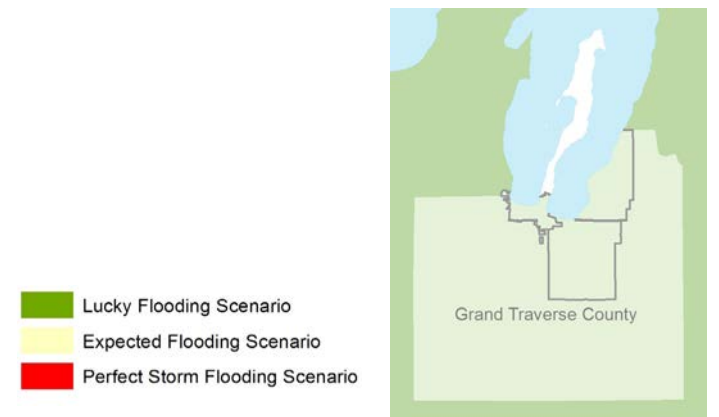 Lucky Flooding Scenario
Expected Flooding Scenario
Perfect Storm Flooding Scenario
Grand Traverse County